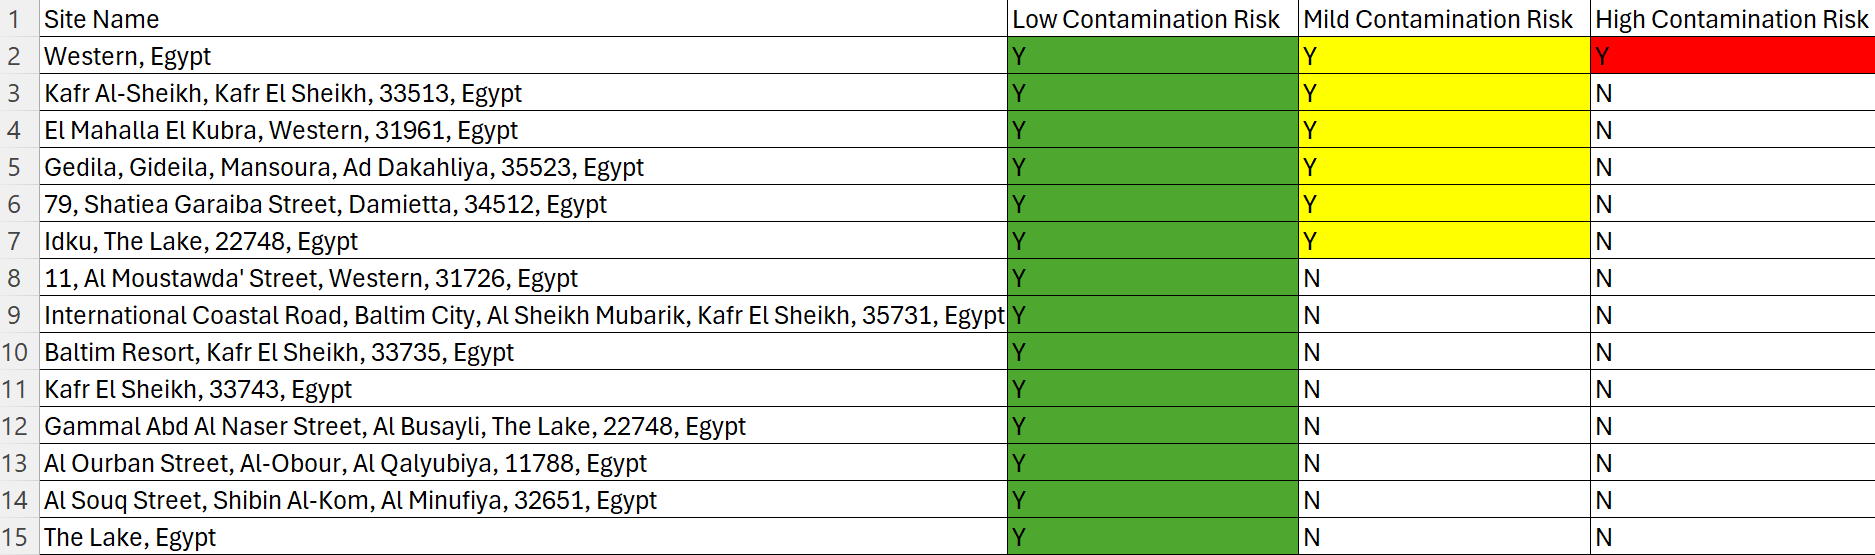 1 Site Name Low Contamination Risk Mild Contamination Risk High Contamination Risk
2 Western, Egypt Y Y Y
3 Kafr Al-Sheikh, Kafr El Sheikh, 33513, Egypt Y Y N
4 El Mahalla El Kubra, Western, 31961, Egypt Y Y N
5 Gedila, Gideila, Mansoura, Ad Dakahliya, 35523, Egypt Y Y N
6 79, Shatiea Garaiba Street, Damietta, 34512, Egypt Y Y N
7 Idku, The Lake, 22748, Egypt Y Y N
8 11, Al Moustawda' Street, Western, 31726, Egypt Y N N
9 International Coastal Road, Baltim City, Al Sheikh Mubarik, Kafr El Sheikh, 35731, Egypt Y N N
10 Baltim Resort, Kafr El Sheikh, 33735, Egypt Y N N
11 Kafr El Sheikh, 33743, Egypt Y N N
12 Gammal Abd Al Naser Street, Al Busayli, The Lake, 22748, Egypt Y N N
13 Al Ourban Street, Al-Obour, Al Qalyubiya, 11788, Egypt Y N N
14 Al Souq Street, Shibin Al-Kom, Al Minufiya, 32651, Egypt Y N N
15 The Lake, Egypt Y N N